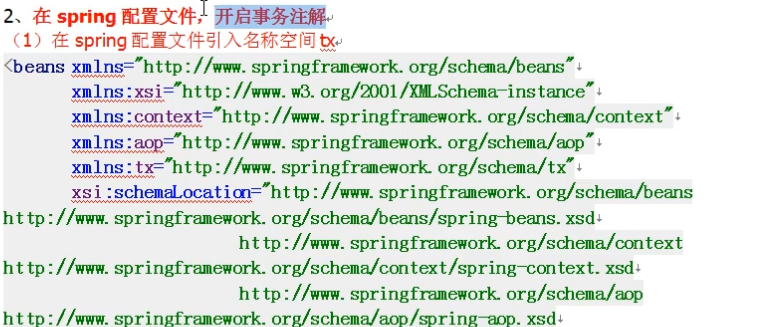 2、在 spring 配置文件，开启事务注解
（1）在 spring 配置文件引入名称空间 tx
<beans xmlns="http://www.springframework.org/schema/beans"
xmlns:xsi="http://www.w3.org/2001/XMLSchema-instance"
xmlns:context="http://www.springframework.org/schema/context"
xmlns:aop="http://www.springframework.org/schema/aop"
xmlns:tx="http://www.springframework.org/schema/tx"
xsi:schemaLocation="http://www.springframework.org/schema/beans
http://www.springframework.org/schema/beans/spring-beans.xsd
http://www.springframework.org/schema/context
http://www.springframework.org/schema/context/spring-context.xsd
http://www.springframework.org/schema/aop
http://www.springframework.org/schema/aop/spring-aop.xsd